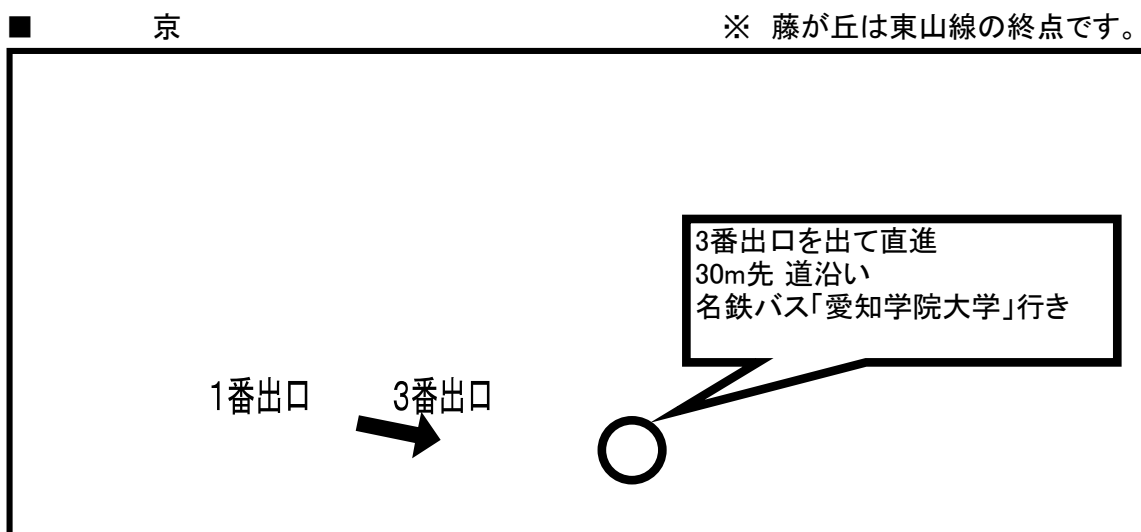 ■ 京 ※ 藤が丘は東山線の終点です。
3番出口を出て直進
30m先 道沿い
名鉄バス「愛知学院大学」行き
1番出口 3番出口